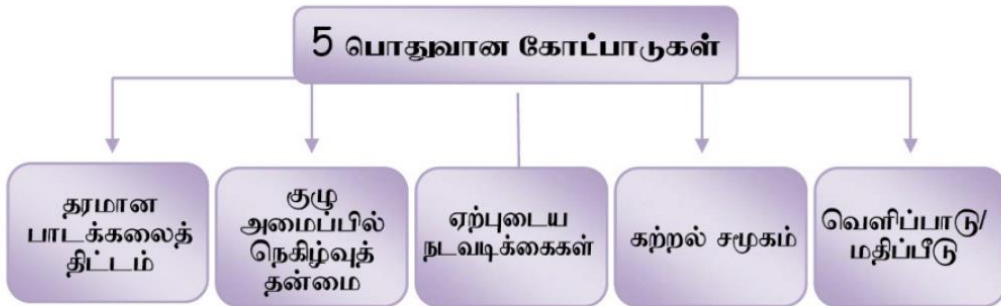 5 பொதுவான கோட்பாடுகள்
தரமான
பாடக்கலைத்
திட்டம்
குழு
அமைப்பில்
நெகிழ்வுத்
தன்மை
ஏற்புடைய
நடவடிக்கைகள்
கற்றல் சமூகம்
வெளிப்பாடு/
மதிப்பீடு